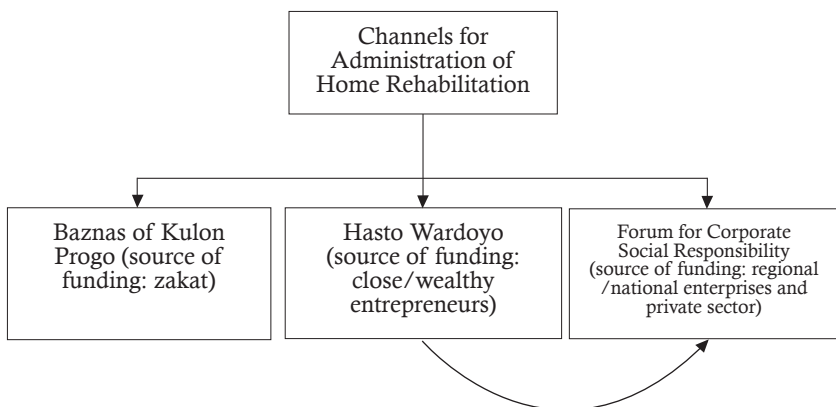 Channels for
Administration of
Home Rehabilitation
Baznas of Kulon
Progo (source of
funding: zakat)
Hasto Wardoyo
(source of funding:
close/wealthy
entrepreneurs)
Forum for Corporate
Social Responsibility
(source of funding: regional
/national enterprises and
private sector)